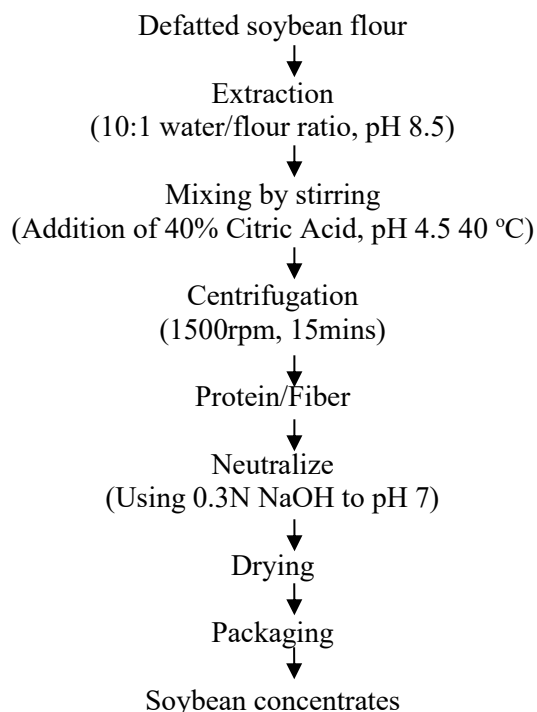 Defatted soybean flour
Extraction
(10:1 water/flour ratio, pH 8.5)
Mixing by stirring
(Addition of 40% Citric Acid, pH 4.5 40 ºC)
Centrifugation
(1500rpm, 15mins)
Protein/Fiber
Neutralize
(Using 0.3N NaOH to pH 7)
Drying
Packaging
Soybean concentrates